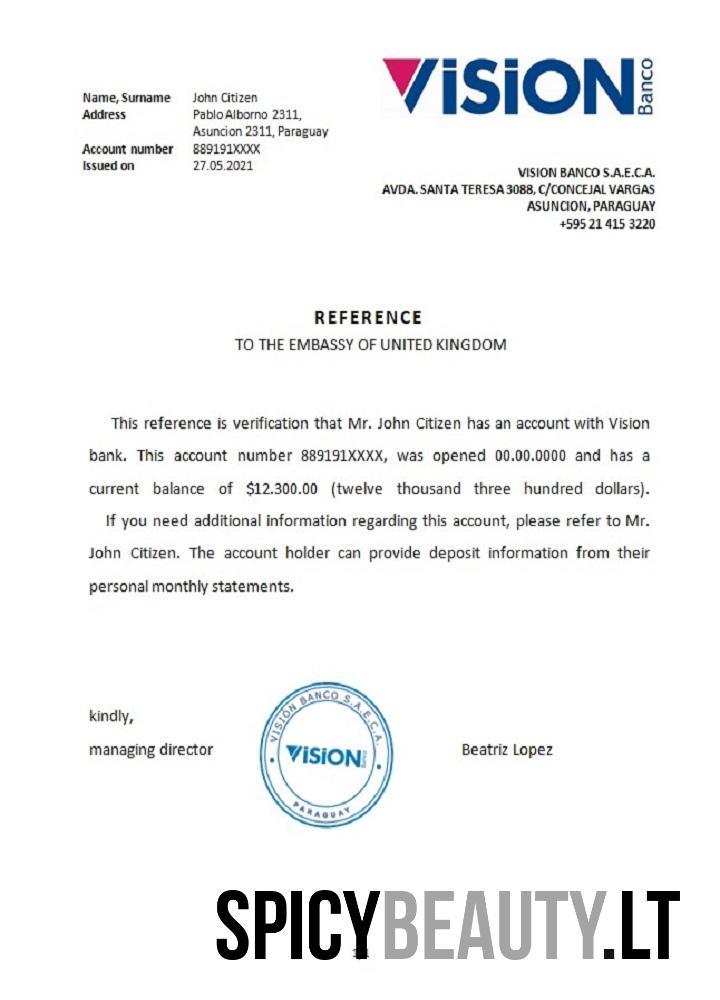 VISION Banco
Name, Surname John Citizen
Address Pablo Alborno 2311,
Asuncion 2311, Paraguay
Account number 889191XXXX
Issued on 27.05.2021
VISION BANCO S.A.E.C.A.
AVDA. SANTA TERESA 3088, C/CONCEJAL VARGAS
ASUNCION, PARAGUAY
+595 21 415 3220
REFERENCE
TO THE EMBASSY OF UNITED KINGDOM
This reference is verification that Mr. John Citizen has an account with Vision
bank. This account number 889191XXXX, was opened 00.00.0000 and has a
current balance of $12.300.00 (twelve thousand three hundred dollars).
If you need additional information regarding this account, please refer to Mr.
John Citizen. The account holder can provide deposit information from their
personal monthly statements.
kindly,
managing director
VISION BANCO S.A.E.C.A.
VISION Banco
PARAGUAY
Beatriz Lopez
SPICYBEAUTY.LT